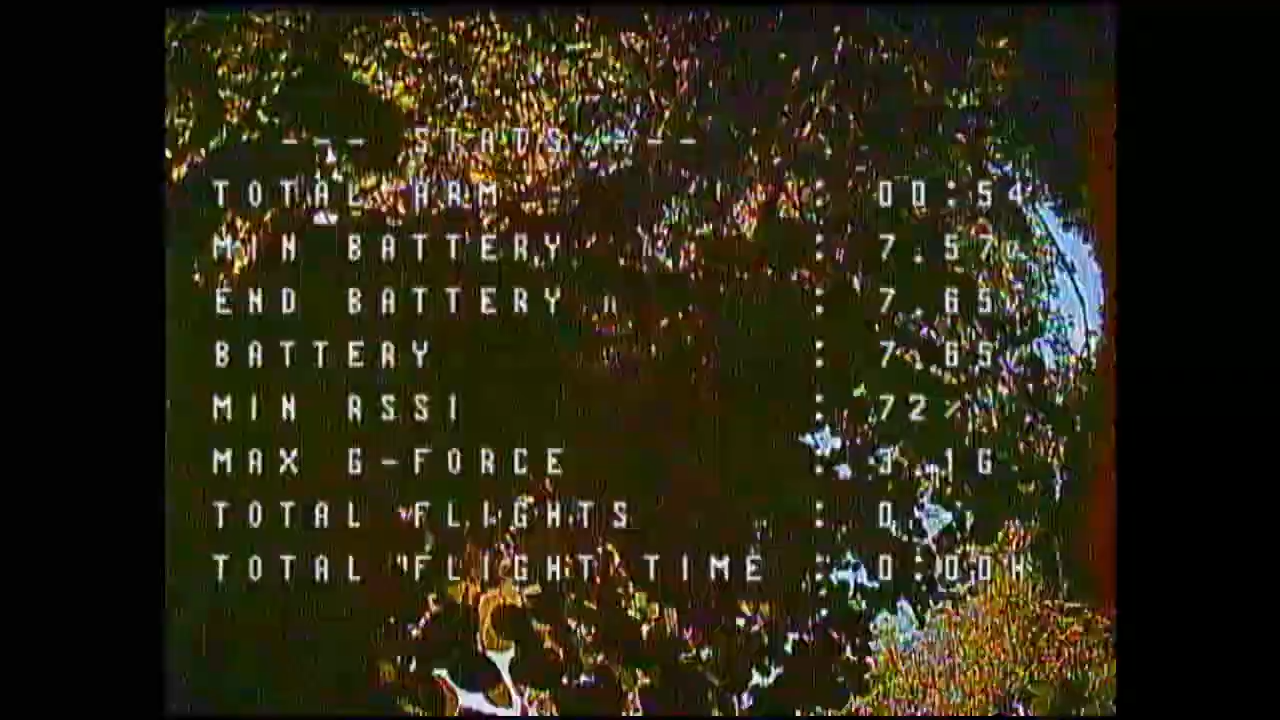 --- STATS ---
TOTAL ARM : 00:54
MIN BATTERY : 7.57V
END BATTERY : 7.65V
BATTERY : 7.65V
MIN RSSI : 72%
MAX G-FORCE : 3.1G
TOTAL FLIGHTS : 0
TOTAL FLIGHT TIME : 0:00H